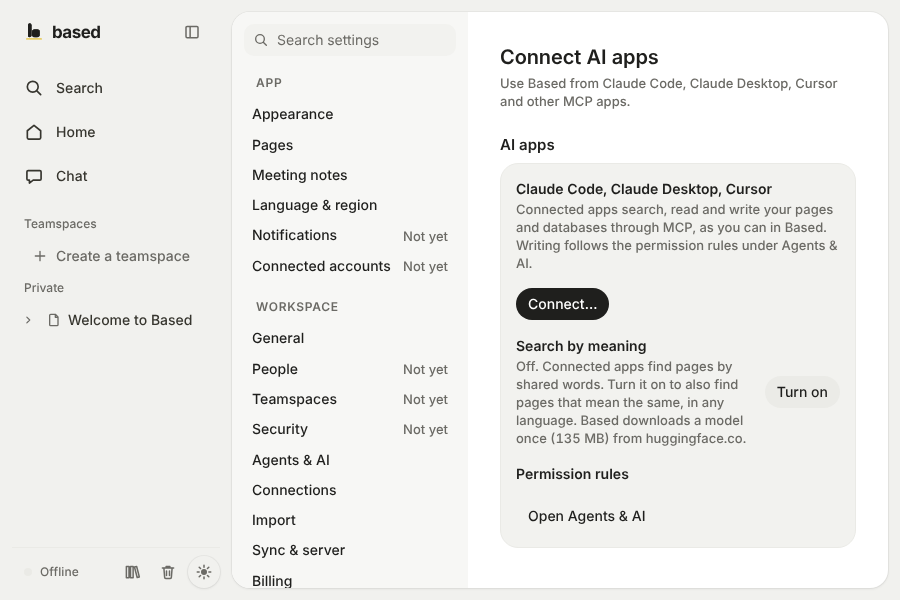 based
Search
Home
Chat
Teamspaces
Create a teamspace
Private
Welcome to Based
Offline
Search settings
APP
Appearance
Pages
Meeting notes
Language & region
Notifications Not yet
Connected accounts Not yet
WORKSPACE
General
People Not yet
Teamspaces Not yet
Security Not yet
Agents & AI
Connections
Import
Sync & server
Billing
Connect AI apps
Use Based from Claude Code, Claude Desktop, Cursor
and other MCP apps.
AI apps
Claude Code, Claude Desktop, Cursor
Connected apps search, read and write your pages
and databases through MCP, as you can in Based.
Writing follows the permission rules under Agents &
AI.
Connect...
Search by meaning
Off. Connected apps find pages by
shared words. Turn it on to also find
pages that mean the same, in any
language. Based downloads a model
once (135 MB) from huggingface.co.
Turn on
Permission rules
Open Agents & AI